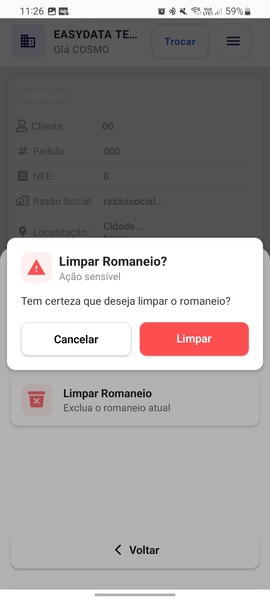 11:26
59%
EASYDATA TE...
Olá COSMO
Trocar
Cliente: 00
# Pedido: 000
NFE: 0
Razão Social: razãosocial...
Cidade...
Localização:
Limpar Romaneio?
Ação sensível
Tem certeza que deseja limpar o romaneio?
Cancelar
Limpar
Limpar Romaneio
Exclua o romaneio atual
Voltar